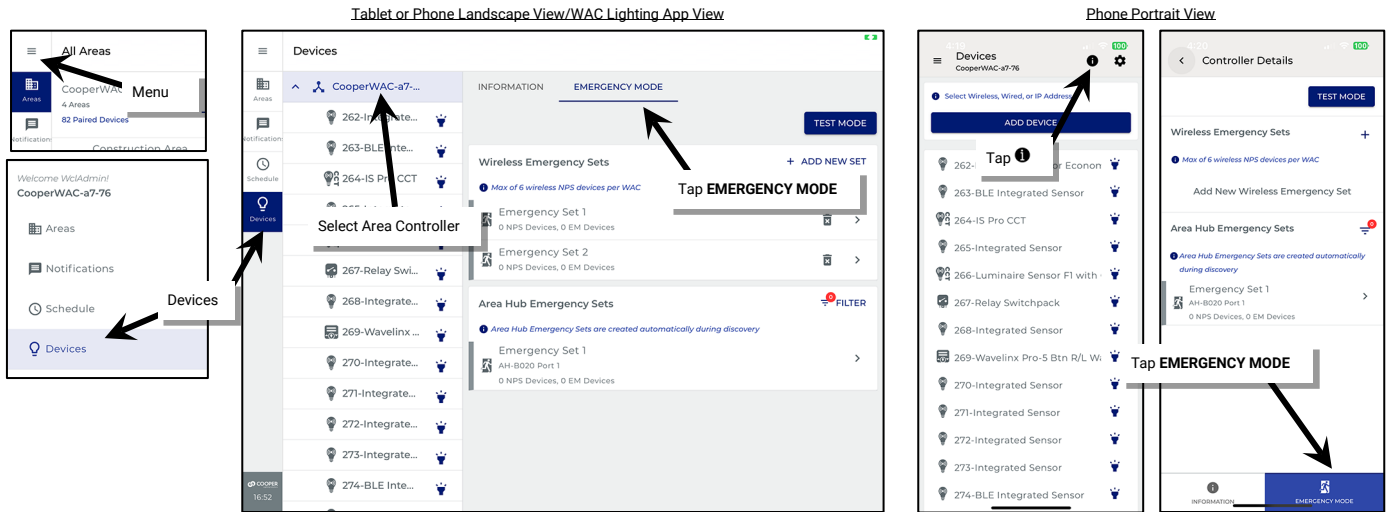 Tablet or Phone Landscape View/WAC Lighting App View
Phone Portrait View
All Areas
Areas
CooperWAC
4 Areas
82 Paired Devices
Notification
Construction Area
Menu
Welcome WclAdmin!
CooperWAC-a7-76
Areas
Notifications
Schedule
Devices
Devices
Devices
Areas
Notifications
Schedule
Devices
COOPER
16:52
CooperWAC-a7-...
262-Integrate...
263-BLE Inte...
264-IS Pro CCT
Select Area Controller
267-Relay Swi...
268-Integrate...
269-Wavelinx ...
270-Integrate...
271-Integrate...
272-Integrate...
273-Integrate...
274-BLE Inte...
INFORMATION
EMERGENCY MODE
TEST MODE
Wireless Emergency Sets
+ ADD NEW SET
Max of 6 wireless NPS devices per WAC
Tap EMERGENCY MODE
Emergency Set 1
0 NPS Devices, 0 EM Devices
Emergency Set 2
0 NPS Devices, 0 EM Devices
Area Hub Emergency Sets
0
FILTER
Area Hub Emergency Sets are created automatically during discovery
Emergency Set 1
AH-B020 Port 1
0 NPS Devices, 0 EM Devices
4:19
100
Devices
CooperWAC-a7-76
Select Wireless, Wired, or IP Address
ADD DEVICE
Tap
262-
or Econom
263-BLE Integrated Sensor
264-IS Pro CCT
265-Integrated Sensor
266-Luminaire Sensor F1 with
267-Relay Switchpack
268-Integrated Sensor
269-Wavelinx Pro-5 Btn R/L Wa
270-Integrated Sensor
271-Integrated Sensor
272-Integrated Sensor
273-Integrated Sensor
274-BLE Integrated Sensor
4:20
100
Controller Details
TEST MODE
Wireless Emergency Sets
+
Max of 6 wireless NPS devices per WAC
Add New Wireless Emergency Set
Area Hub Emergency Sets
0
Area Hub Emergency Sets are created automatically
during discovery
Emergency Set 1
AH-B020 Port 1
0 NPS Devices, 0 EM Devices
Tap EMERGENCY MODE
INFORMATION
EMERGENCY MODE